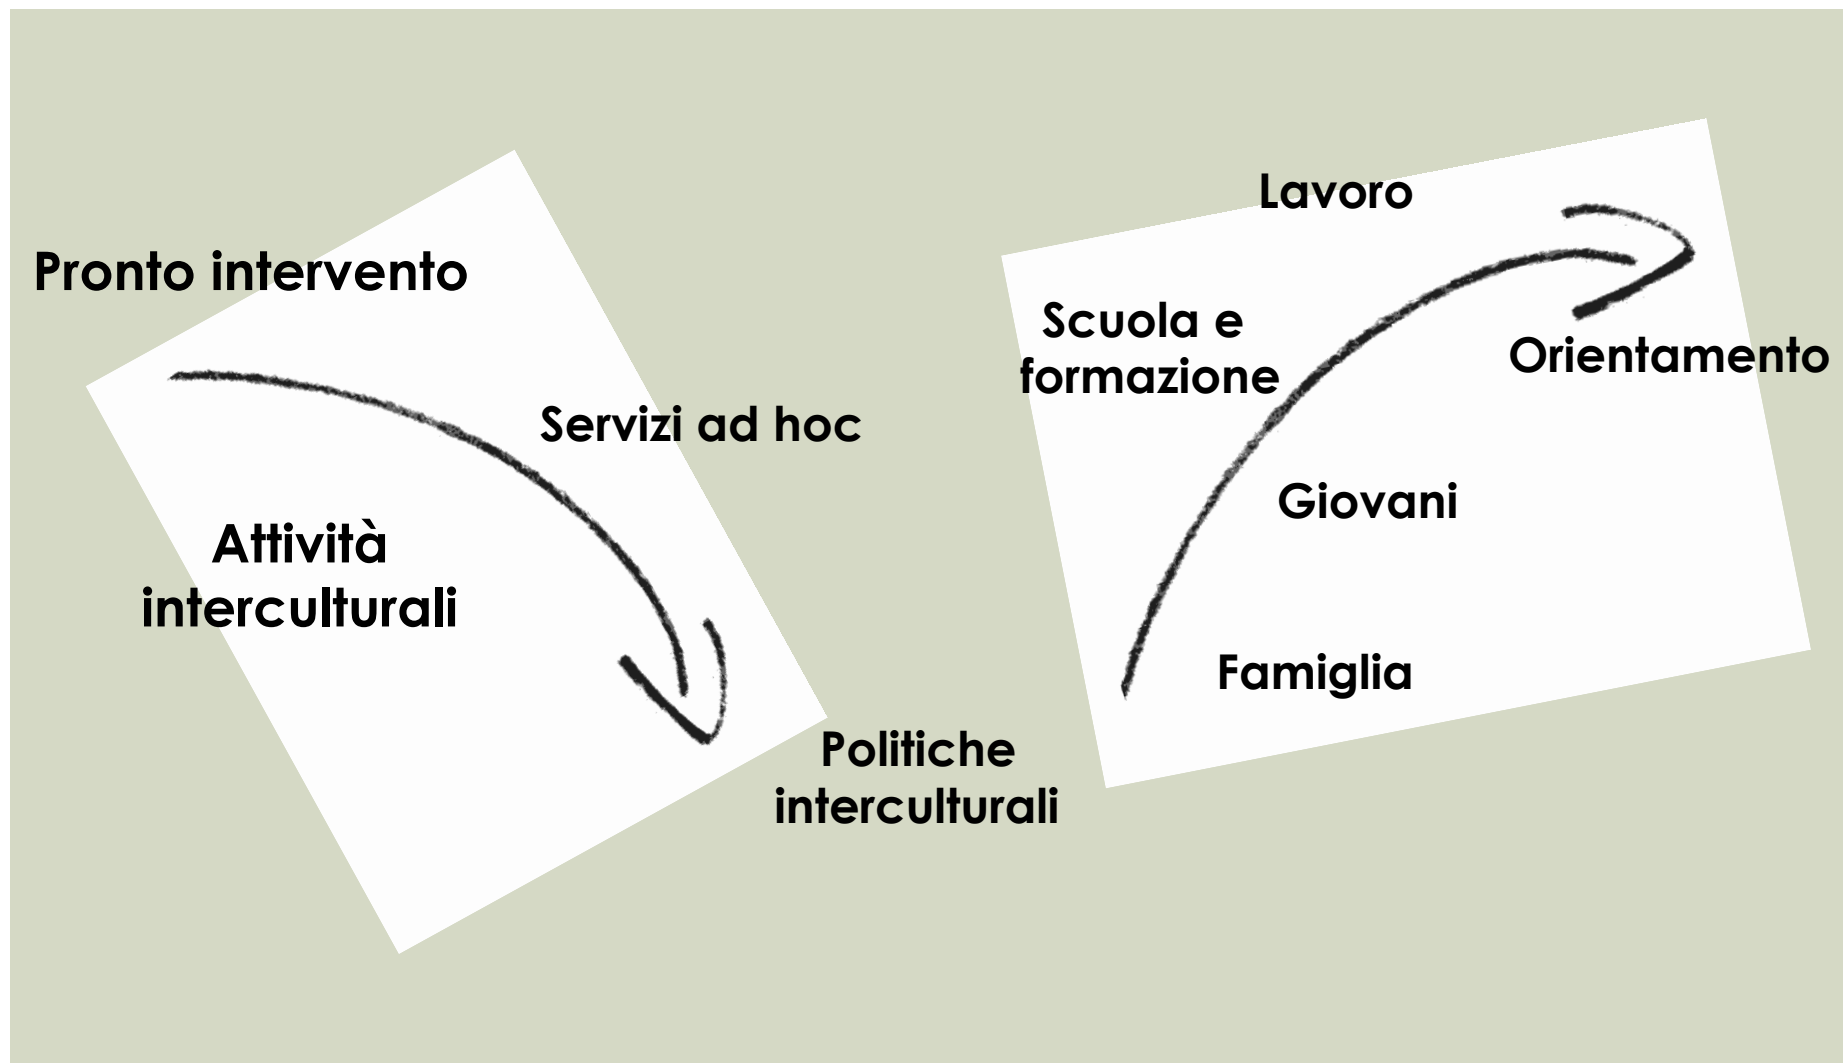 Pronto intervento
Servizi ad hoc
Attività
interculturali
Politiche
interculturali
Lavoro
Scuola e
formazione
Orientamento
Giovani
Famiglia